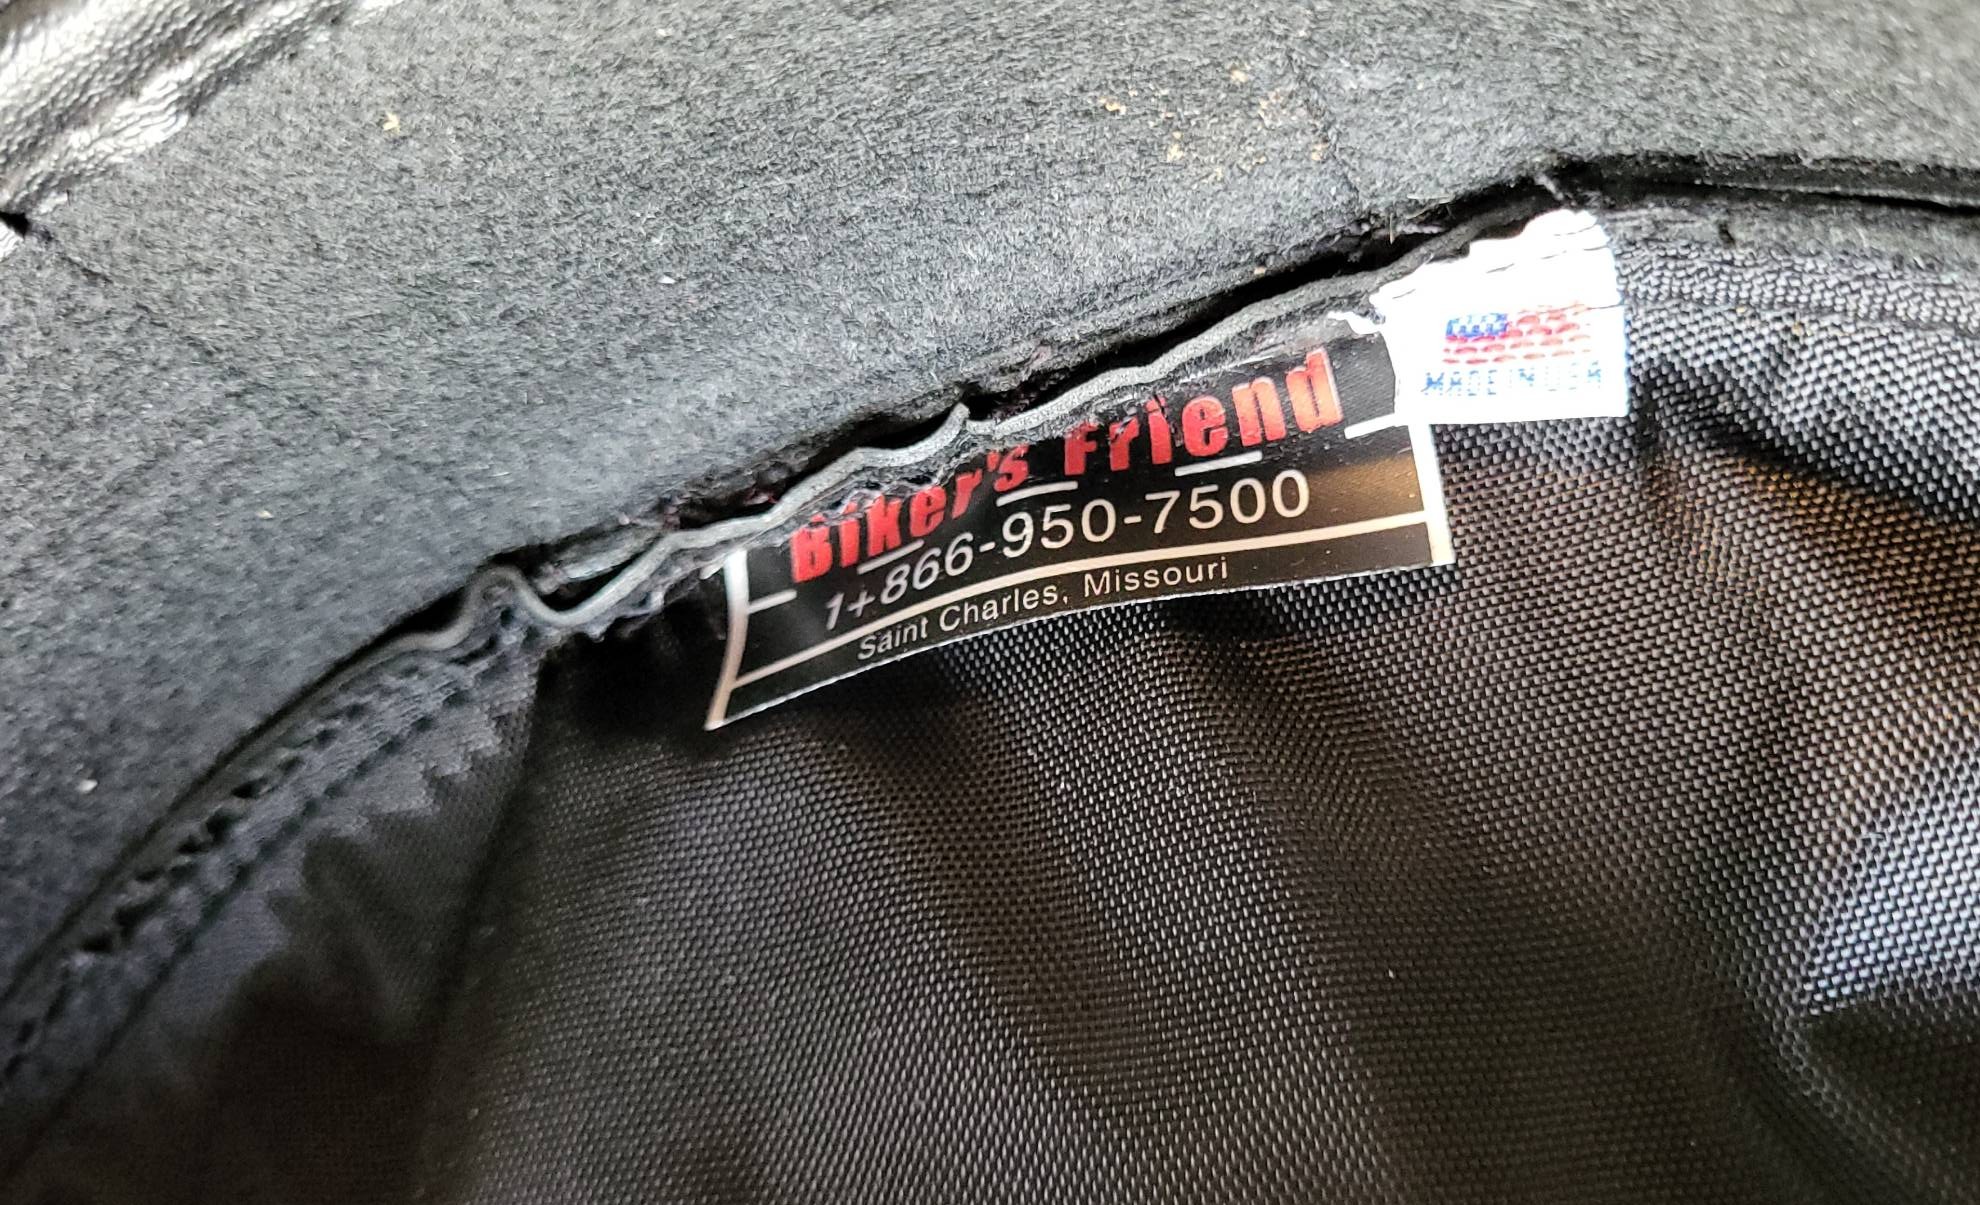 Biker's Friend
1+866-950-7500
Saint Charles, Missouri
MADE IN USA